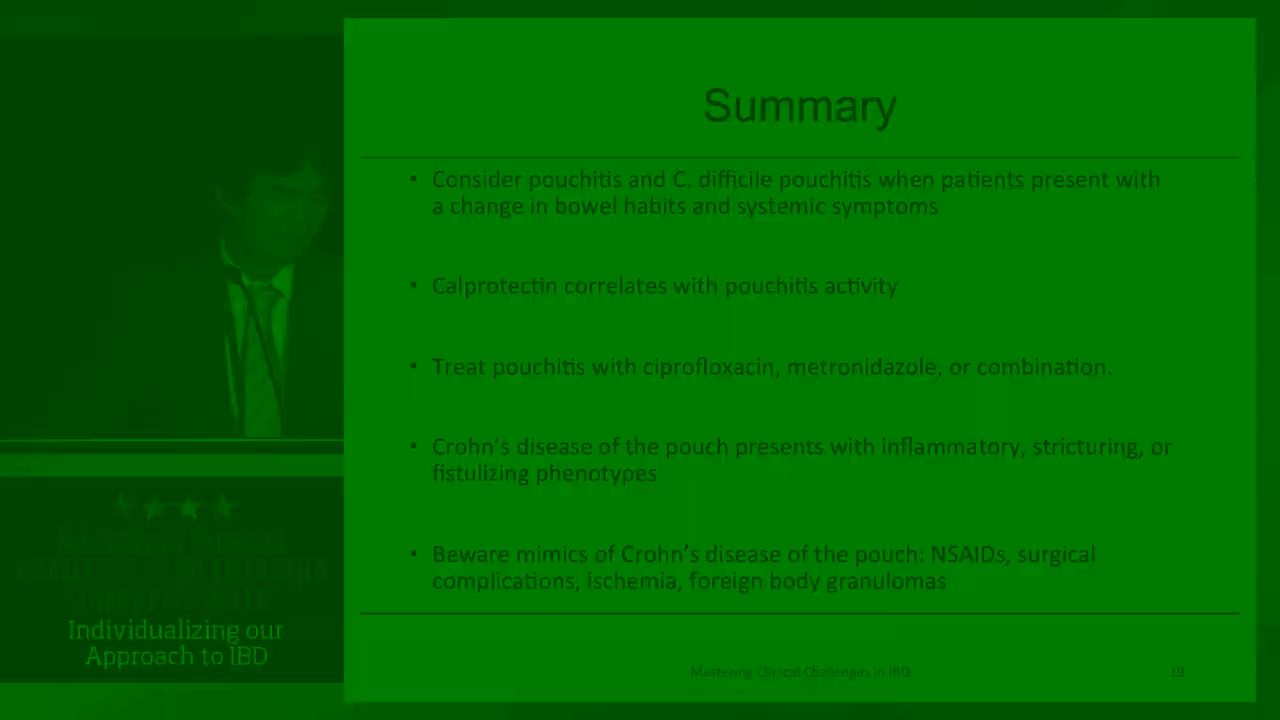 Summary
• Consider pouchitis and C. difficile pouchitis when patients present with
a change in bowel habits and systemic symptoms
• Calprotectin correlates with pouchitis activity
• Treat pouchitis with ciprofloxacin, metronidazole, or combination.
• Crohn's disease of the pouch presents with inflammatory, stricturing, or
fistulizing phenotypes
• Beware mimics of Crohn's disease of the pouch: NSAIDs, surgical
complications, ischemia, foreign body granulomas
Mastering Clinical Challenges in IBD
19
Individualizing our
Approach to IBD